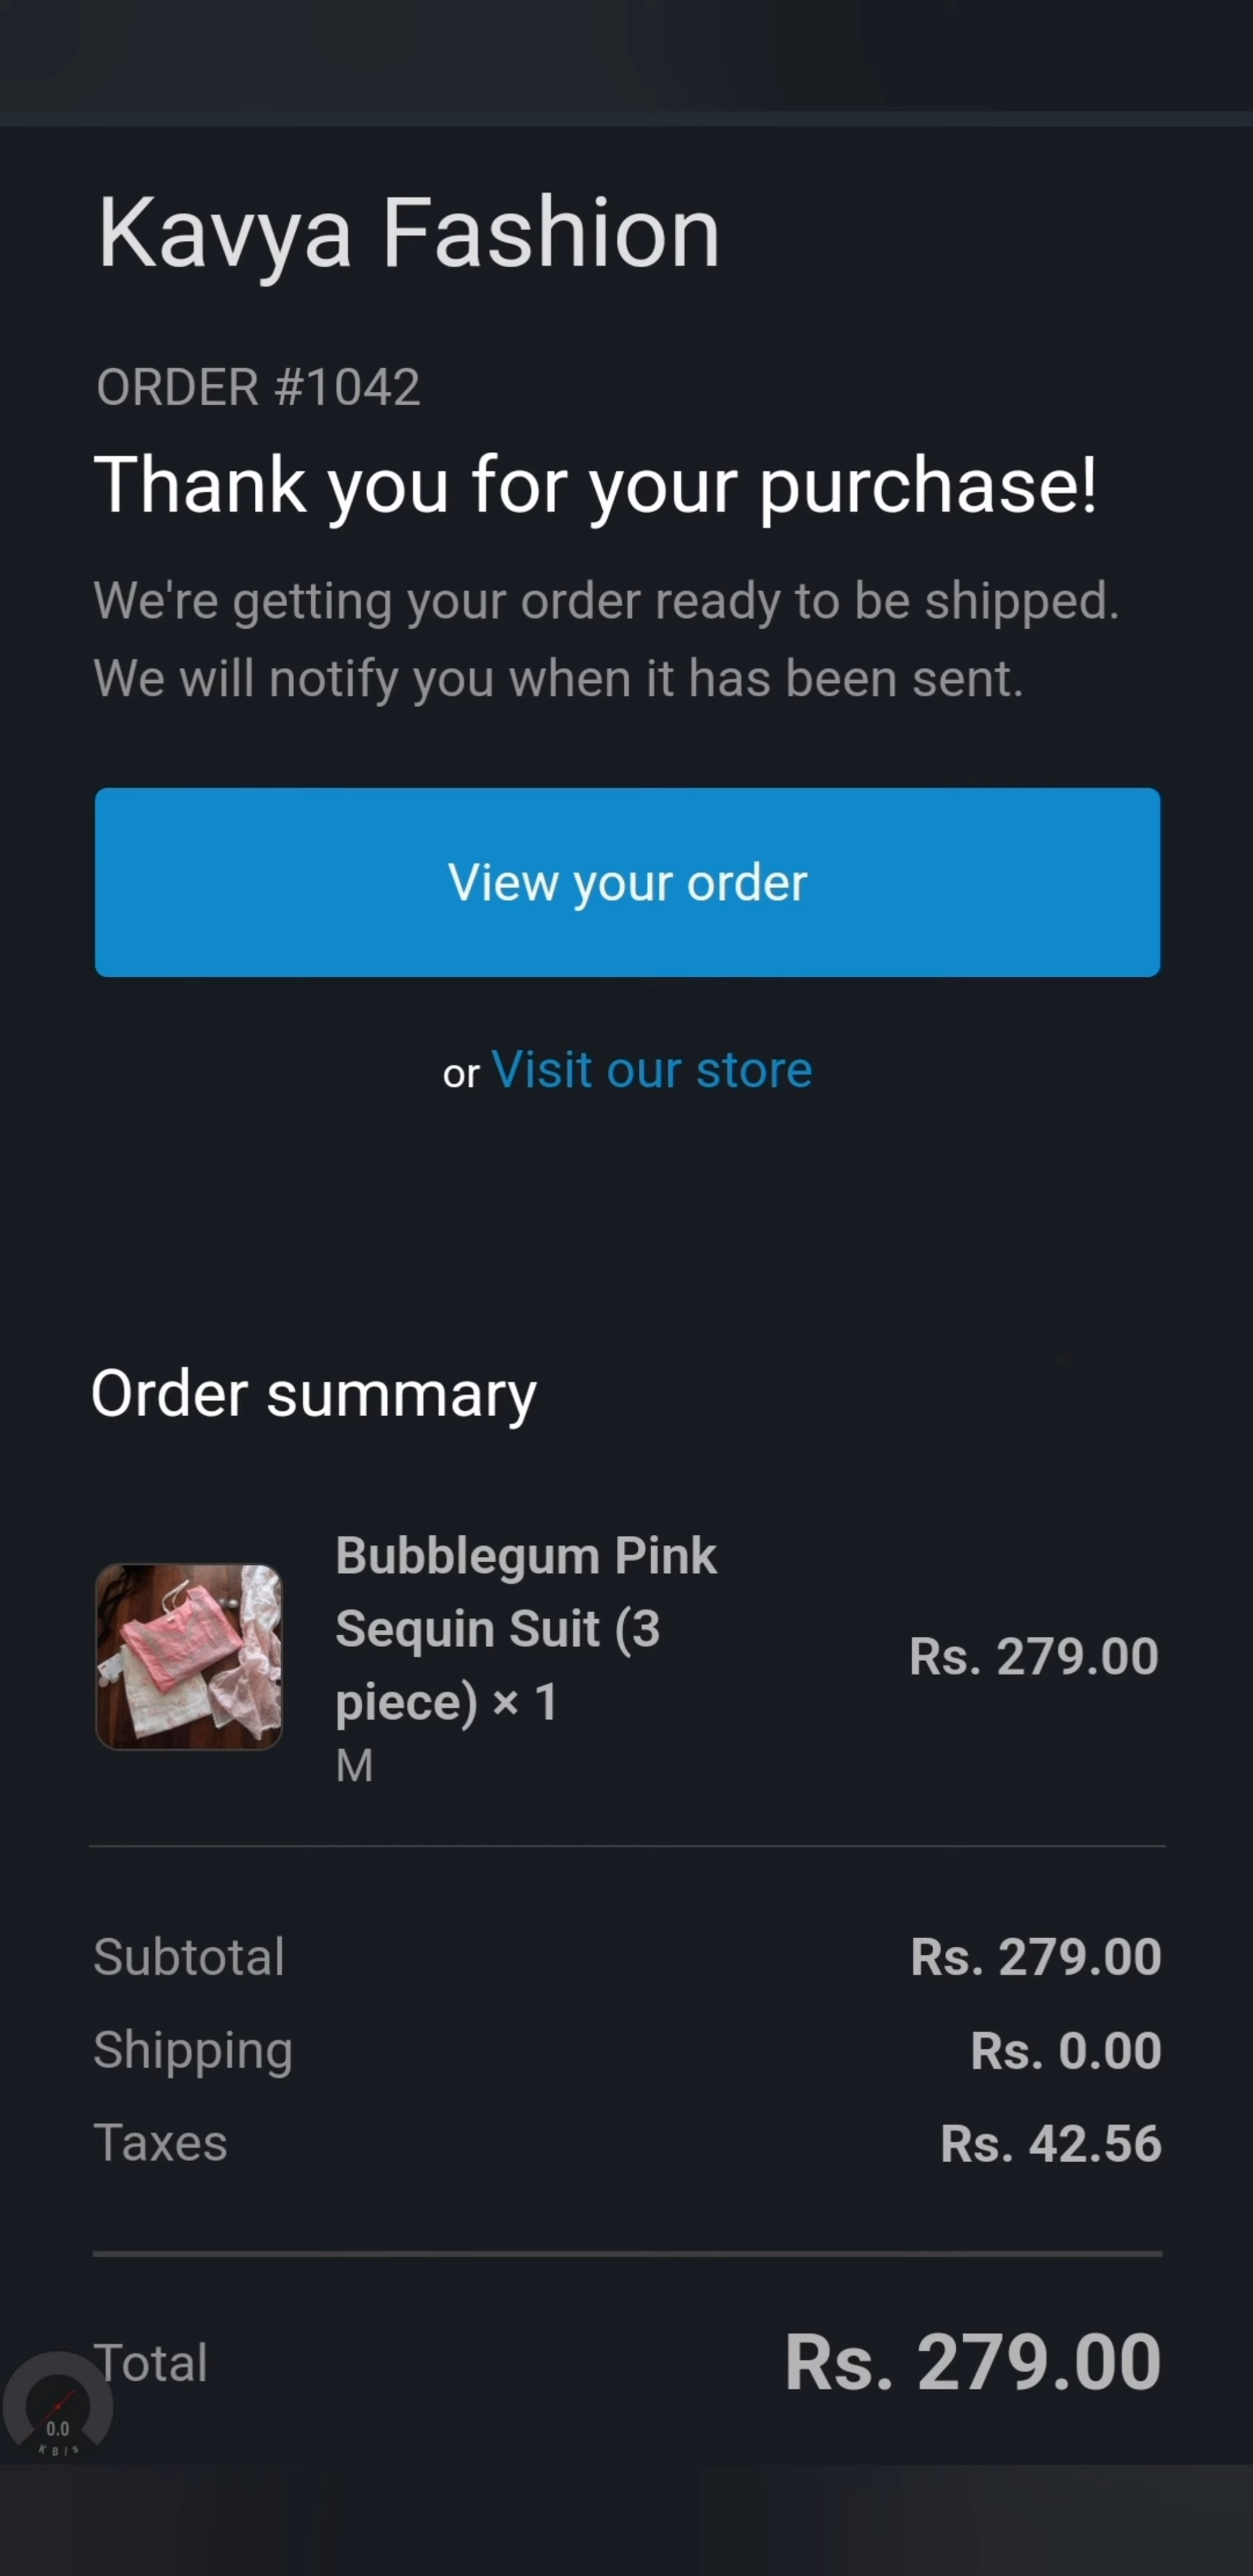 Kavya Fashion
ORDER #1042
Thank you for your purchase!
We're getting your order ready to be shipped.
We will notify you when it has been sent.
View your order
or Visit our store
Order summary
Bubblegum Pink
Sequin Suit (3
piece) × 1
M
Rs. 279.00
Subtotal Rs. 279.00
Shipping Rs. 0.00
Taxes Rs. 42.56
Total Rs. 279.00
0.0
KB/s